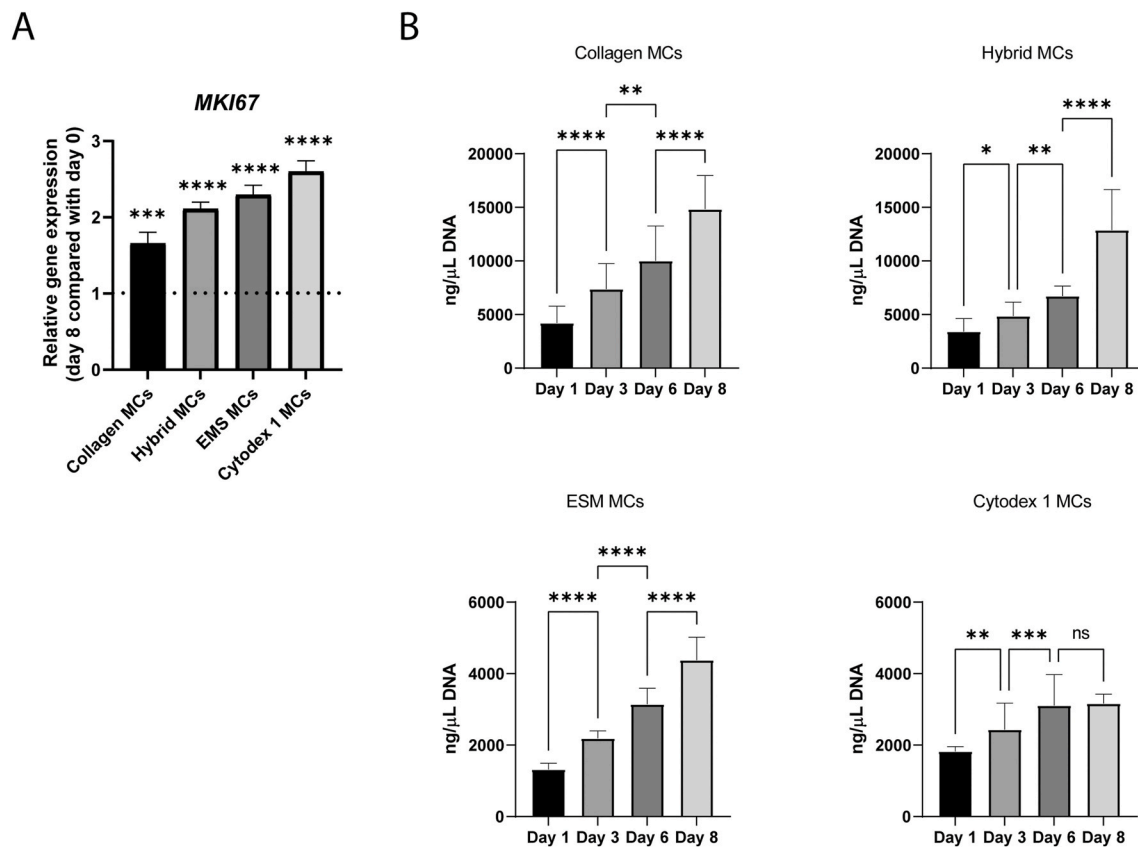 A
MKI67
Relative gene expression
(day 8 compared with day 0)
3
2
1
0
***
****
****
****
Collagen MCs
Hybrid MCs
EMS MCs
Cytodex 1 MCs
B
Collagen MCs
**
****
****
ng/μL DNA
20000
15000
10000
5000
0
Day 1 Day 3 Day 6 Day 8
Hybrid MCs
****
*
**
ng/μL DNA
20000
15000
10000
5000
0
Day 1 Day 3 Day 6 Day 8
ESM MCs
****
****
****
ng/μL DNA
6000
4000
2000
0
Day 1 Day 3 Day 6 Day 8
Cytodex 1 MCs
**
***
ns
ng/μL DNA
6000
4000
2000
0
Day 1 Day 3 Day 6 Day 8